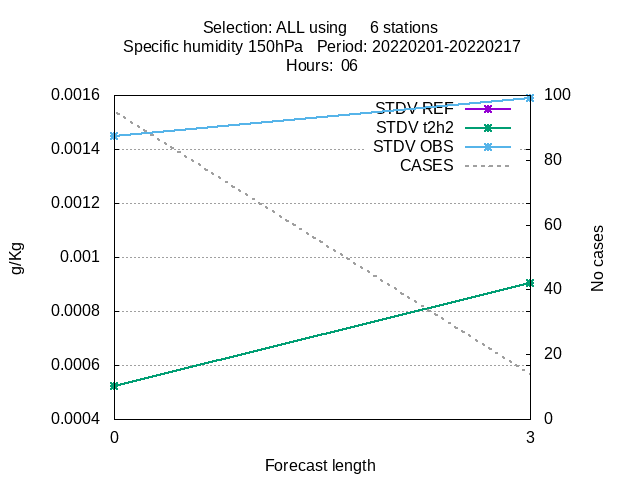 Selection: ALL using     6 stations
Specific humidity 150hPa   Period: 20220201-20220217
Hours:  06
0.0016
0.0014
0.0012
0.001
0.0008
0.0006
0.0004
100
80
60
40
20
0
STDV REF
STDV t2h2
STDV OBS
CASES
g/Kg
No cases
0
3
Forecast length